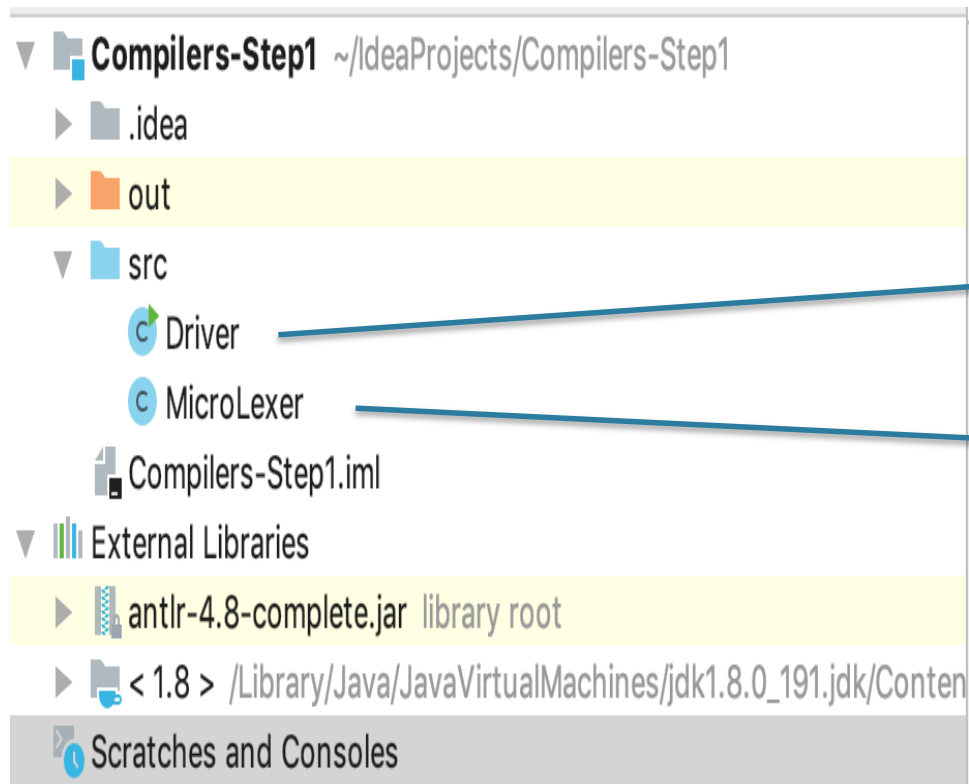 Compilers-Step1 ~/IdeaProjects/Compilers-Step1
.idea
out
src
Driver
MicroLexer
Compilers-Step1.iml
External Libraries
antlr-4.8-complete.jar library root
< 1.8 > /Library/Java/JavaVirtualMachines/jdk1.8.0_191.jdk/Conten
Scratches and Consoles